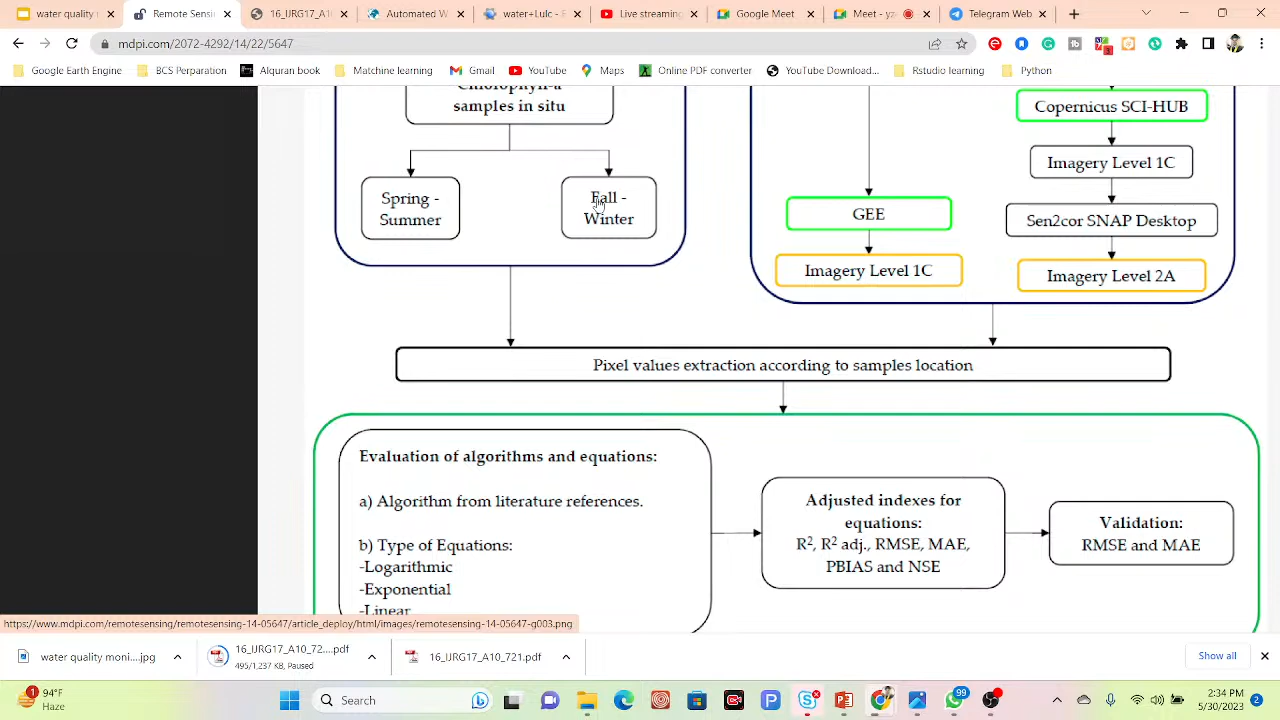 water quality
Remote Sensi
16_IJRG17_A1
Automated W
water+Lulc - E
Live streaming
Google Meet
Meet - yz
Telegram Web
mdpi.com/2072-4292/14/22/5647
Google Earth Engine
BCS Perparation
Alquran book
Matchine learning
Gmail
YouTube
Maps
Online PDF converter
YouTube Download...
Rstudio learning
Python
Chlorophyll-a
samples in situ
Spring -
Summer
Fall -
Winter
GEE
Imagery Level 1C
Copernicus SCI-HUB
Imagery Level 1C
Sen2cor SNAP Desktop
Imagery Level 2A
Pixel values extraction according to samples location
Evaluation of algorithms and equations:
a) Algorithm from literature references.
b) Type of Equations:
-Logarithmic
-Exponential
-Linear
Adjusted indexes for
equations:
R², R² adj., RMSE, MAE,
PBIAS and NSE
Validation:
RMSE and MAE
https://www.mdpi.com/remotesensing/remotesensing-14-05647/article_deploy/html/images/remotesensing-14-05647-g003.png
water quality moni....jpg
16_IJRG17_A10_72....pdf
495/1,237 KB, Paused
16_IJRG17_A10_721.pdf
Show all
94°F
Haze
Search
99
2:34 PM
5/30/2023
2